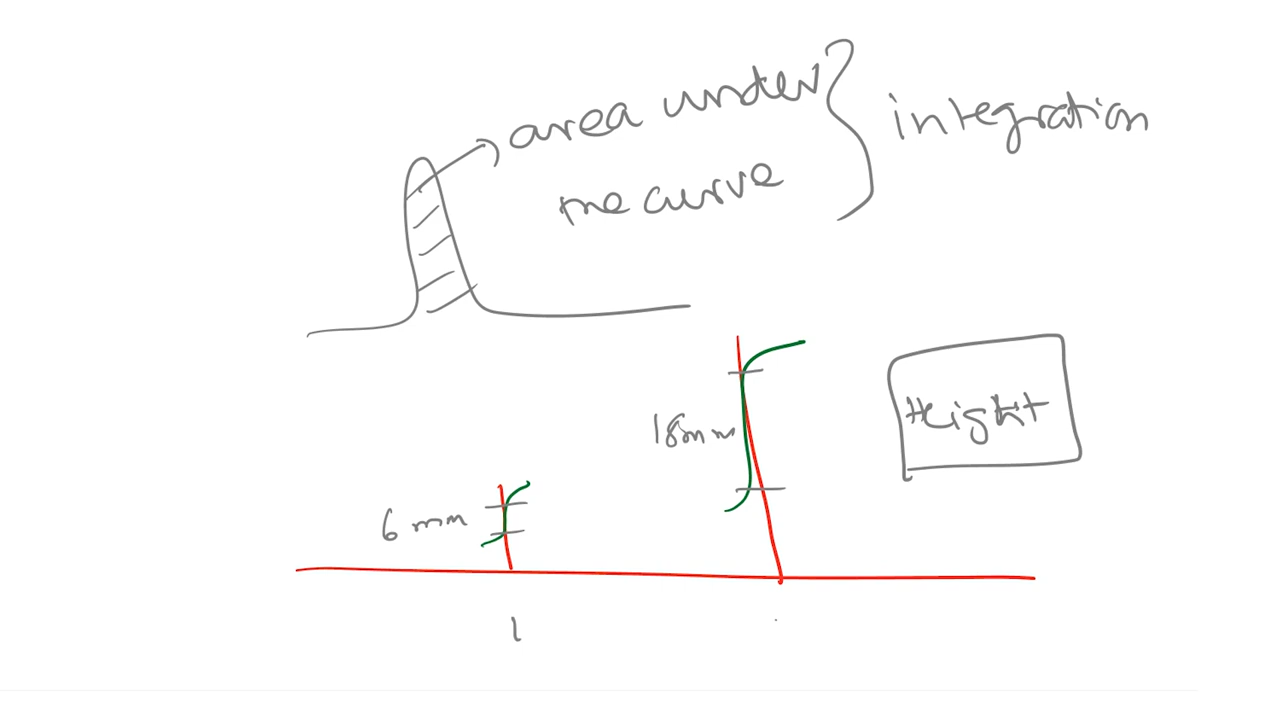 area under
the curve
integration
18mm
Height
6 mm
1